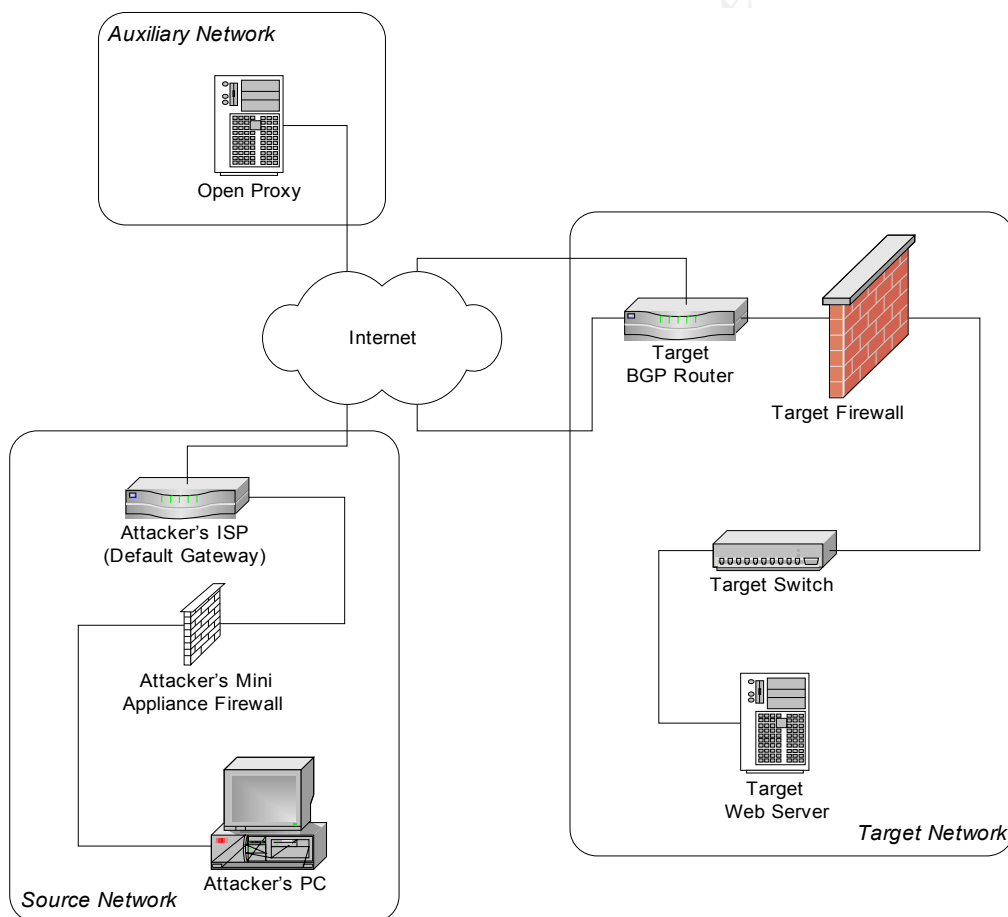 Auxiliary Network
Open Proxy
Internet
Target
BGP Router
Target Firewall
Attacker's ISP
(Default Gateway)
Target Switch
Attacker's Mini
Appliance Firewall
Target
Web Server
Target Network
Attacker's PC
Source Network